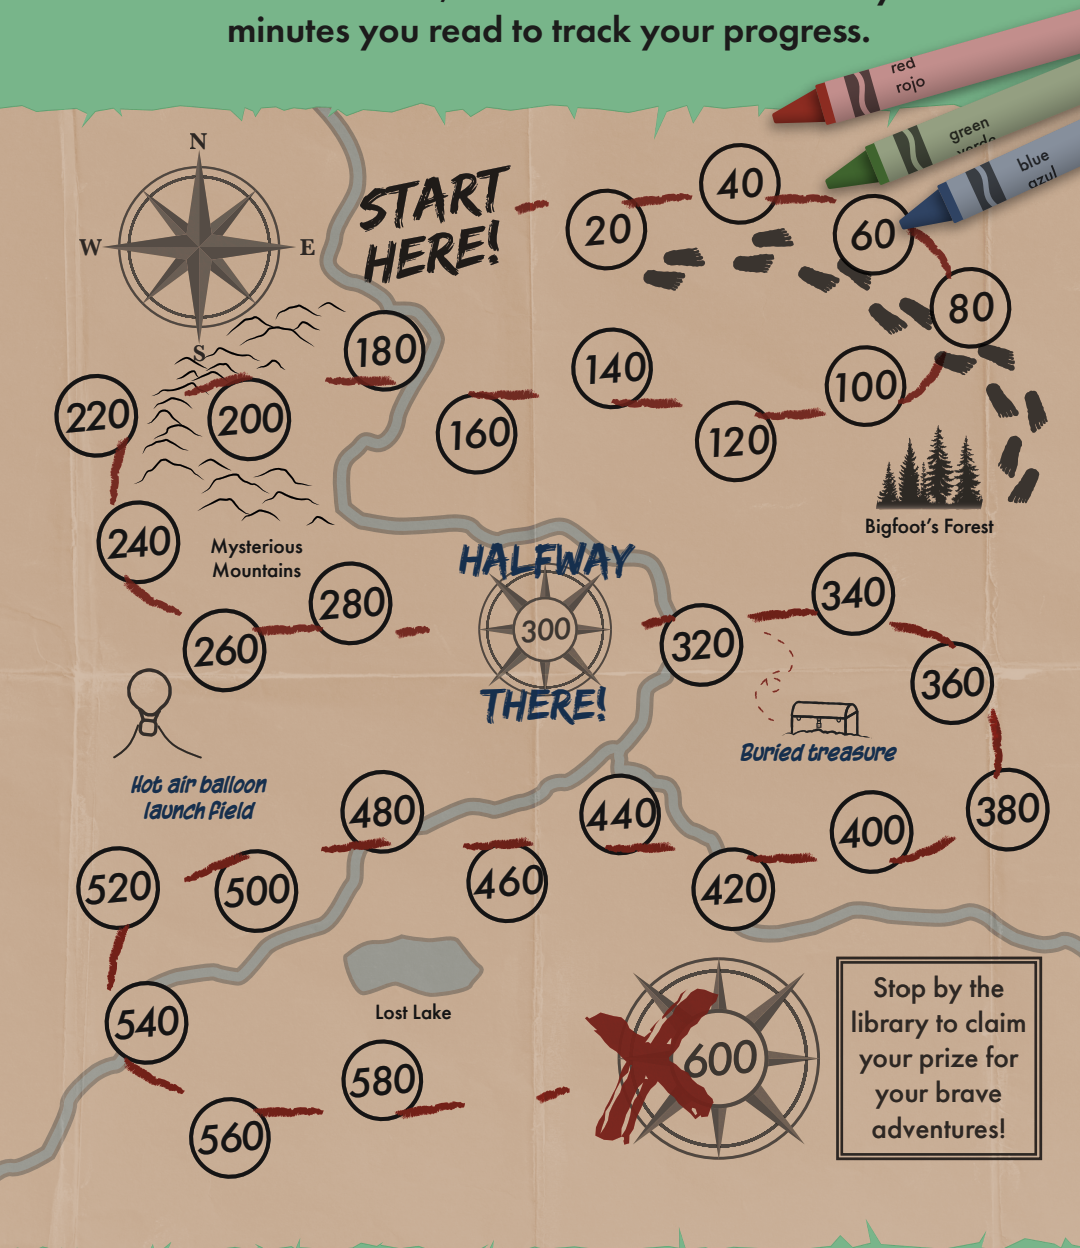 minutes you read to track your progress.
red
rojo
green
blue
azul
N
W
E
S
START
HERE!
20
40
60
80
100
120
140
160
180
200
220
240
Mysterious
Mountains
260
280
HALFWAY
300
THERE!
320
340
360
380
400
420
440
460
480
500
520
540
560
580
600
Bigfoot's Forest
Buried treasure
Hot air balloon
launch field
Lost Lake
Stop by the
library to claim
your prize for
your brave
adventures!